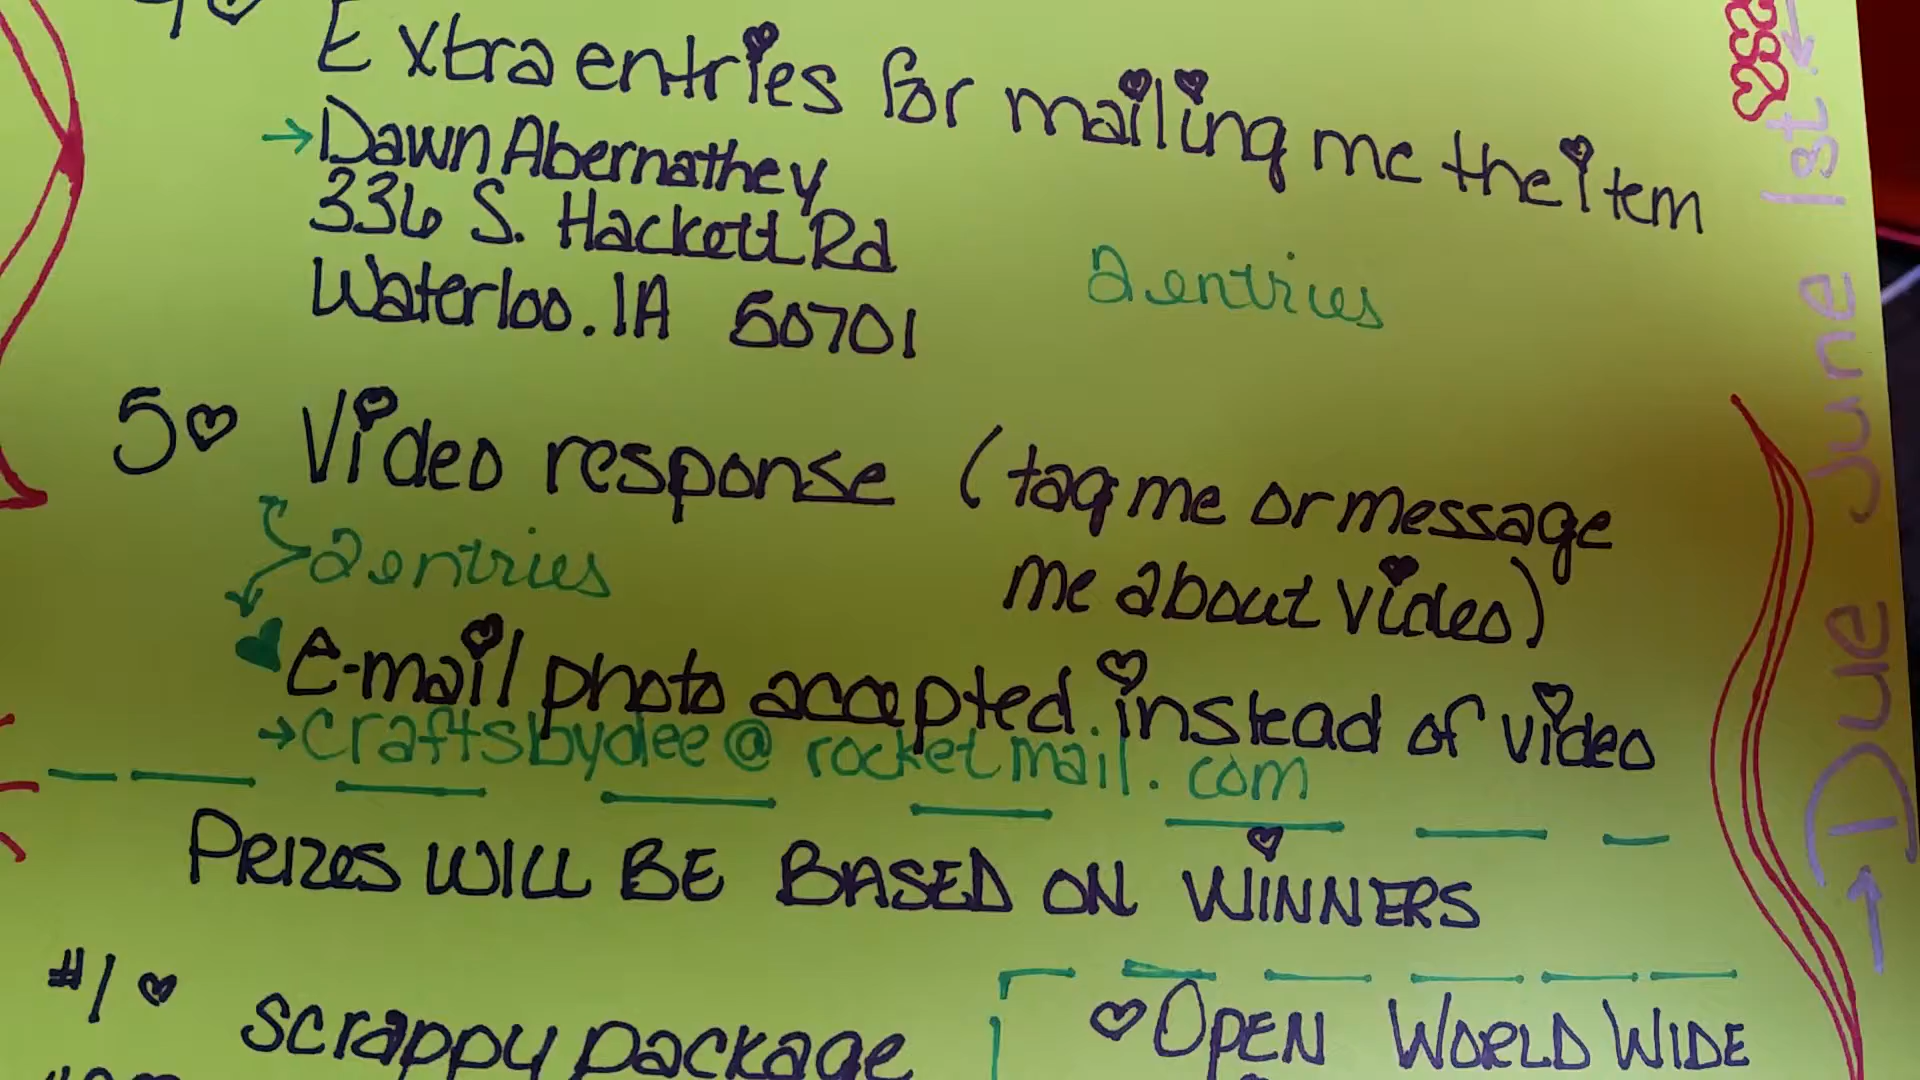 Extra entries for mailing me the item
→ Dawn Abernathey
336 S. Hackett Rd
Waterloo. IA 50701
2 entries
5♡ Video response (tag me or message
me about video)
2 entries
♥ E-mail photo accepted instead of video
→ craftsbydee@rocketmail.com
PRIZES WILL BE BASED ON WINNERS
#1♡ scrappy package
♡ OPEN WORLD WIDE
→ Due June 1st. ←